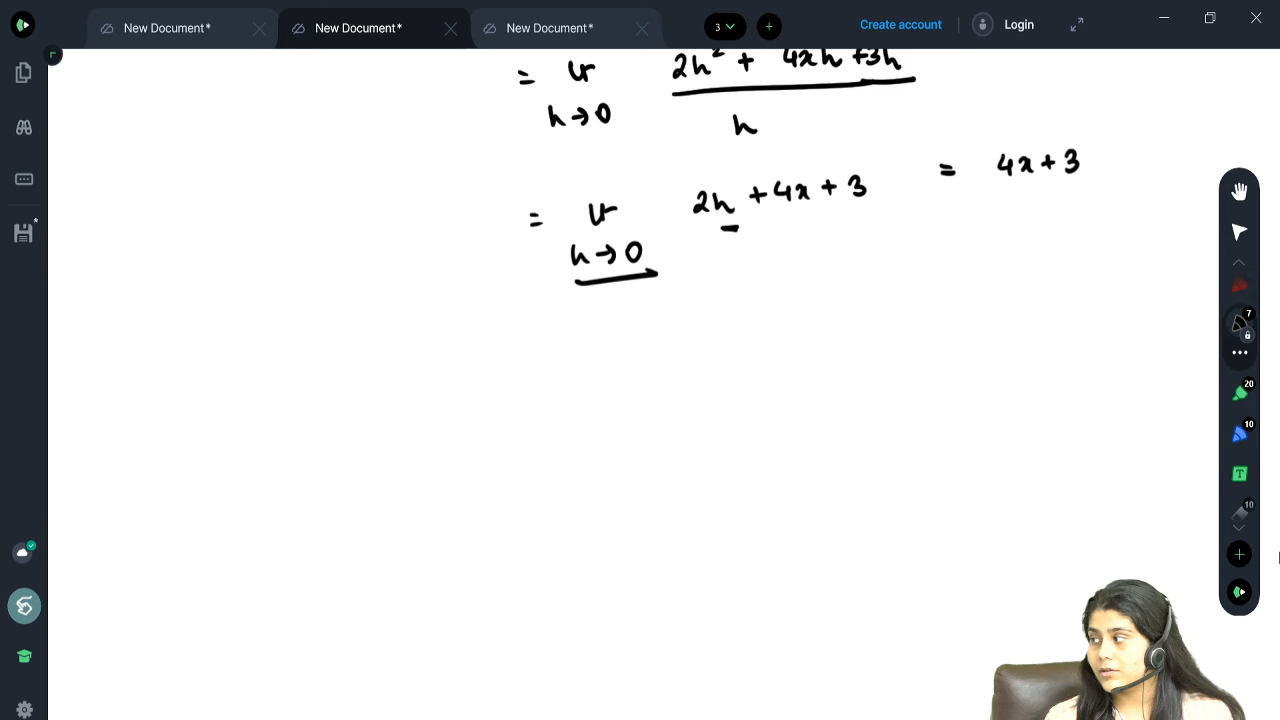 New Document* New Document* New Document* 3 Create account Login
= lt 2h² + 4xh + 3h
h→0 h
= lt 2h + 4x + 3 = 4x + 3
h→0
7
20
10
T
10